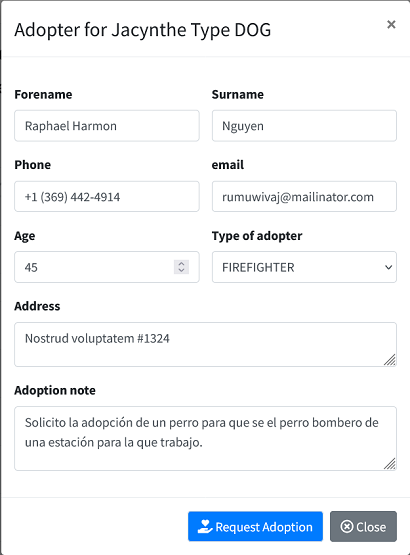 Adopter for Jacynthe Type DOG
×
Forename Surname
Raphael Harmon Nguyen
Phone email
+1 (369) 442-4914 rumuwivaj@mailinator.com
Age Type of adopter
45 FIREFIGHTER
Address
Nostrud voluptatem #1324
Adoption note
Solicito la adopción de un perro para que se el perro bombero de
una estación para la que trabajo.
Request Adoption Close